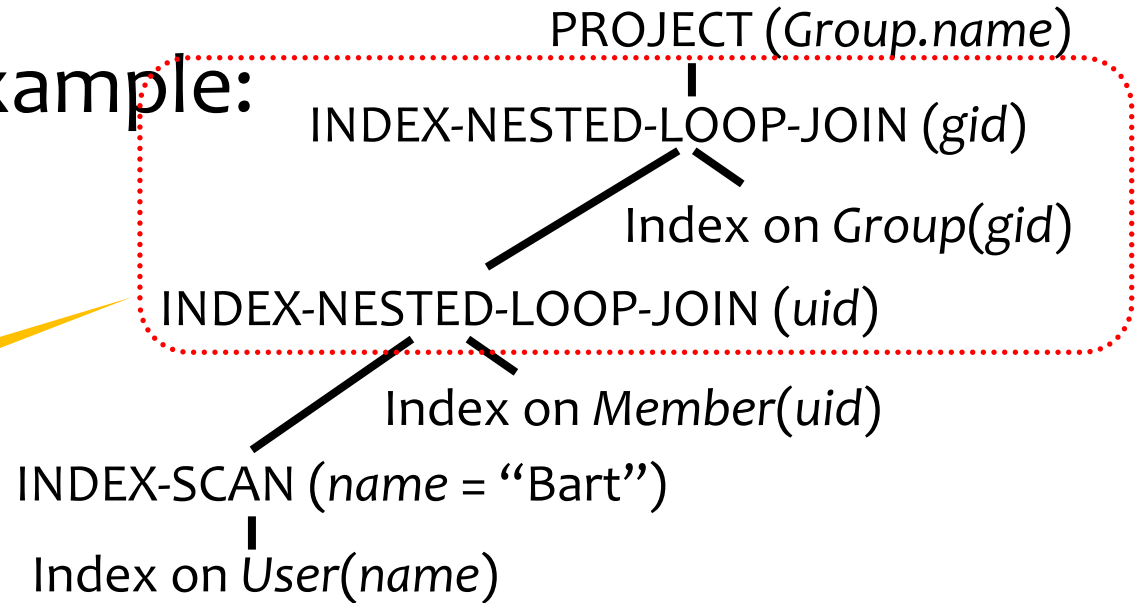 PROJECT (Group.name)
xample:
INDEX-NESTED-LOOP-JOIN (gid)
Index on Group(gid)
INDEX-NESTED-LOOP-JOIN (uid)
Index on Member(uid)
INDEX-SCAN (name = “Bart”)
Index on User(name)